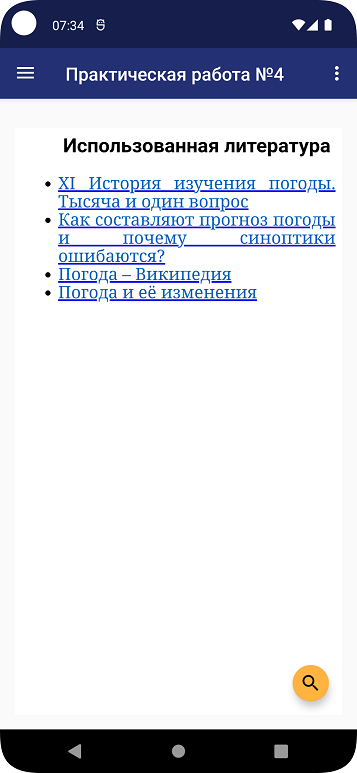 07:34
Практическая работа №4
Использованная литература
XI История изучения погоды.
Тысяча и один вопрос
Как составляют прогноз погоды
и почему синоптики
ошибаются?
Погода – Википедия
Погода и её изменения